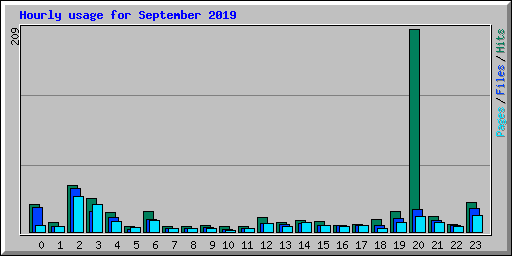 Hourly usage for September 2019
209
Pages/Files/Hits
0 1 2 3 4 5 6 7 8 9 10 11 12 13 14 15 16 17 18 19 20 21 22 23